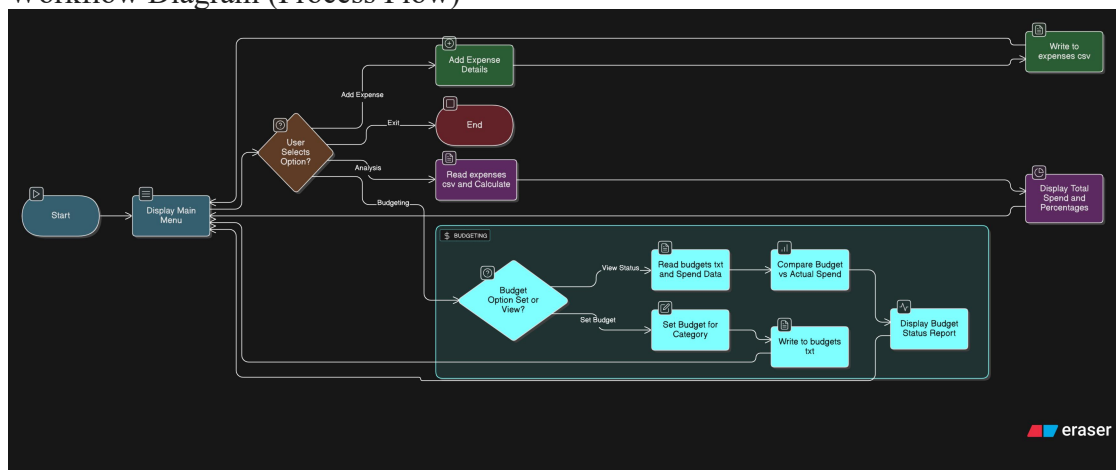 Workflow Diagram (Process Flow)
Write to
expenses csv
Add Expense
Details
Add Expense
User
Selects
Option?
Exit
End
Analysis
Read expenses
csv and Calculate
Display Total
Spend and
Percentages
Start
Display Main
Menu
Budgeting
$ BUDGETING
View Status
Read budgets txt
and Spend Data
Compare Budget
vs Actual Spend
Budget
Option Set or
View?
Set Budget
Set Budget for
Category
Write to budgets
txt
Display Budget
Status Report
eraser